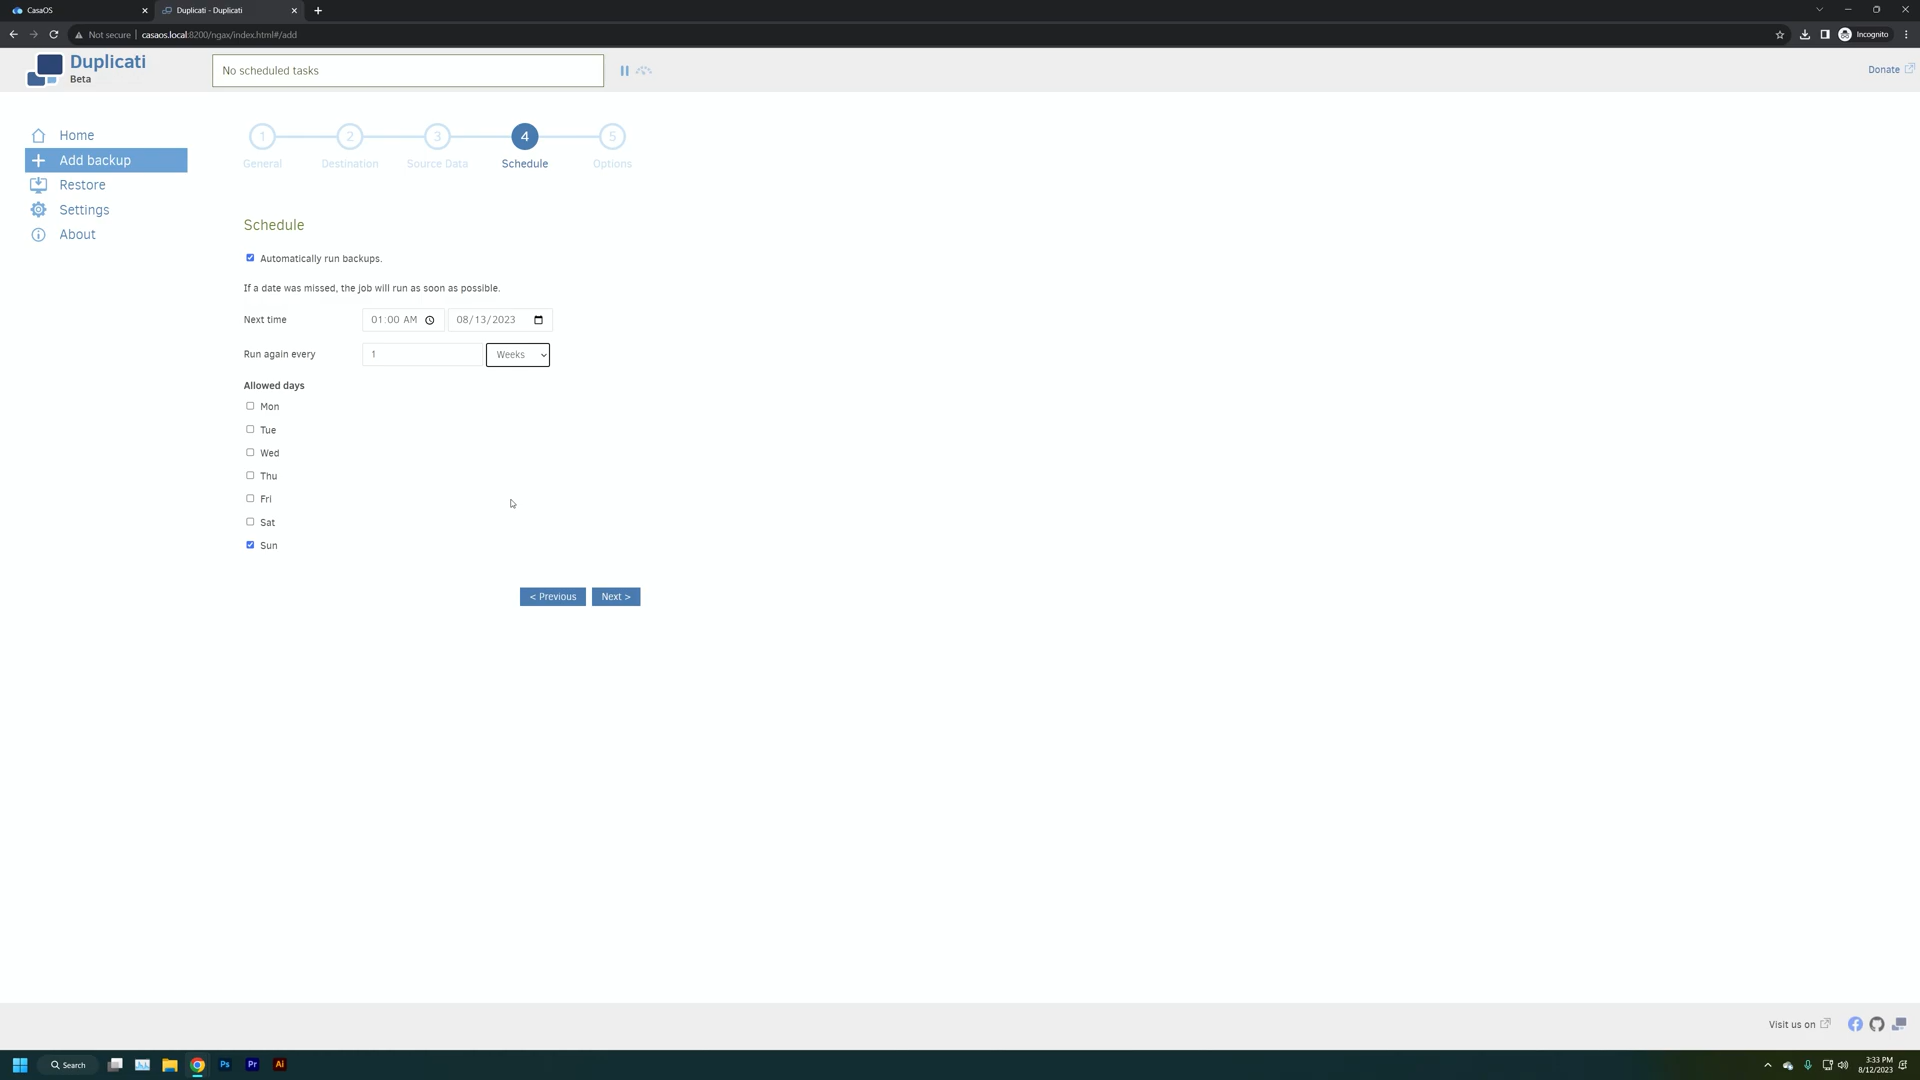 CasaOS
Duplicati - Duplicati
Not secure
casaos.local:8200/ngax/index.html#/add
Incognito
Duplicati
Beta
No scheduled tasks
Donate
Home
Add backup
Restore
Settings
About
1
2
3
4
5
General
Destination
Source Data
Schedule
Options
Schedule
Automatically run backups.
If a date was missed, the job will run as soon as possible.
Next time
01:00 AM
08/13/2023
Run again every
1
Weeks
Allowed days
Mon
Tue
Wed
Thu
Fri
Sat
Sun
< Previous
Next >
Visit us on
Search
Ps
Pr
Ai
3:33 PM
8/12/2023